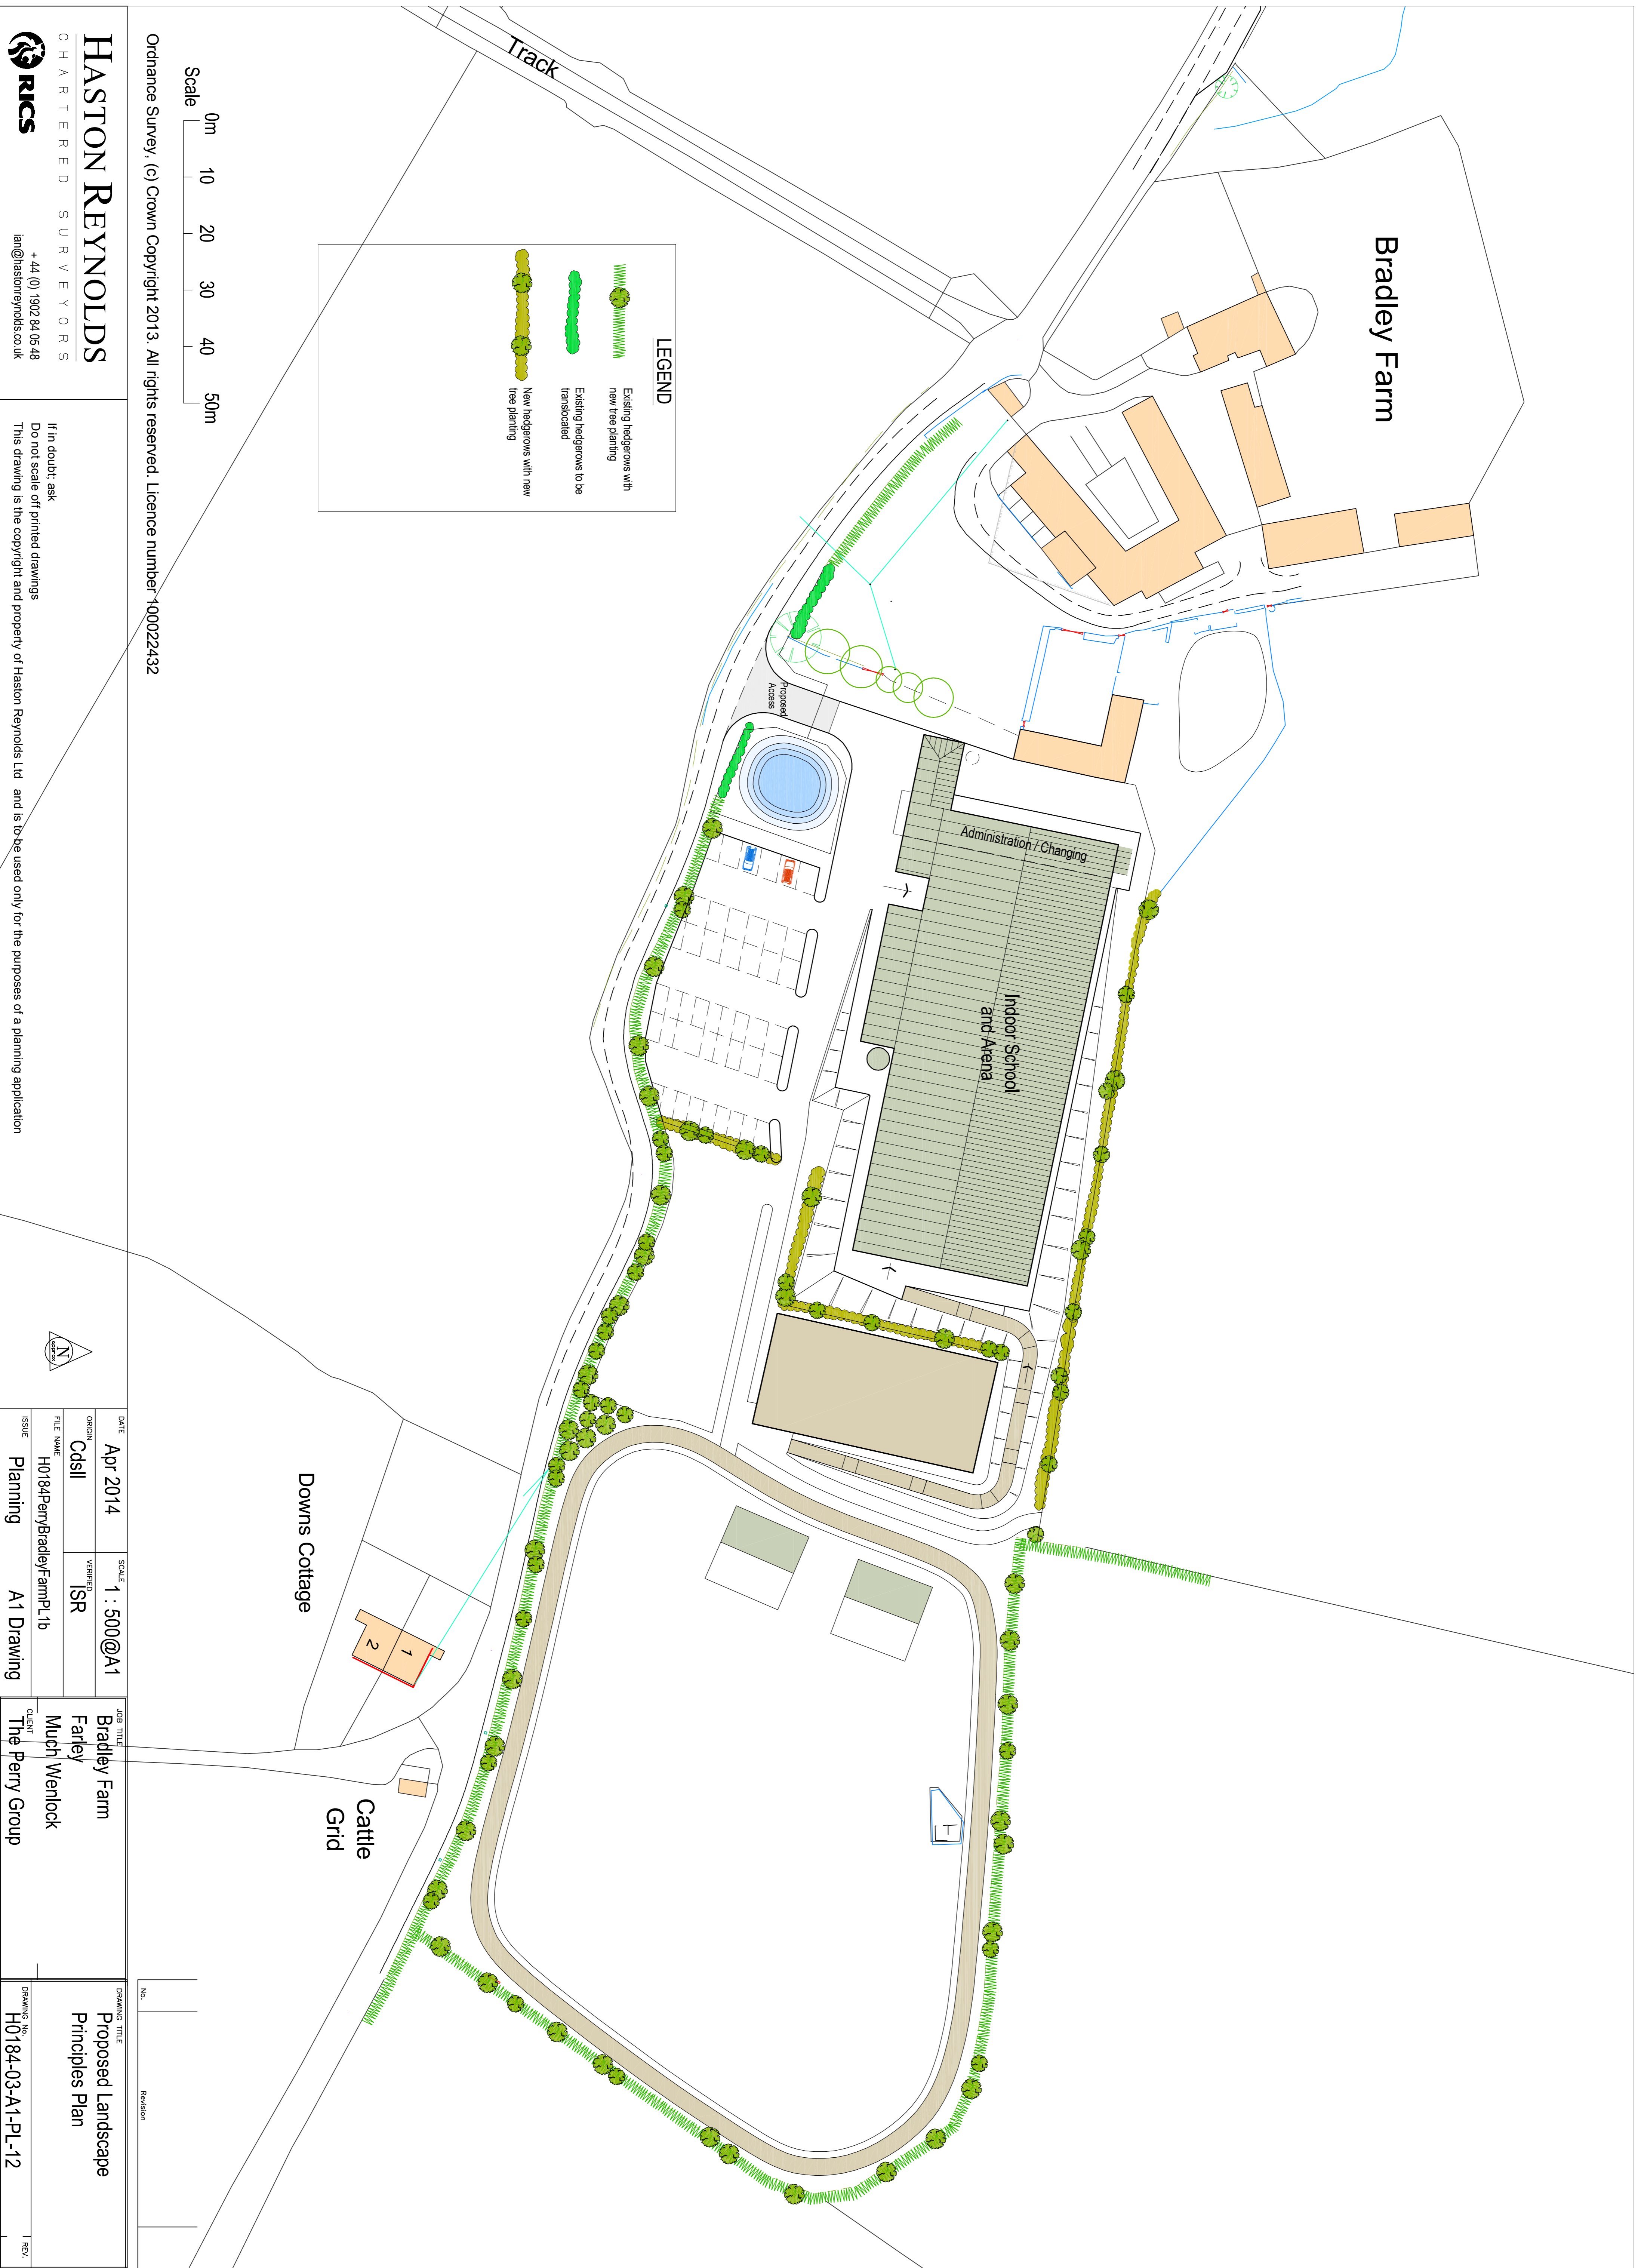 Bradley Farm
Track
Proposed
Access
Administration / Changing
Indoor School
and Arena
LEGEND
Existing hedgerows with
new tree planting
Existing hedgerows to be
translocated
New hedgerows with new
tree planting
Downs Cottage
1
2
Cattle
Grid
Scale
0m
10
20
30
40
50m
Ordnance Survey, (c) Crown Copyright 2013. All rights reserved. Licence number 100022432
HASTON REYNOLDS
CHARTERED SURVEYORS
RICS
+ 44 (0) 1902 84 05 48
ian@hastonreynolds.co.uk
If in doubt; ask
Do not scale off printed drawings
This drawing is the copyright and property of Haston Reynolds Ltd and is to be used only for the purposes of a planning application
N
approx
DATE
Apr 2014
SCALE
1 : 500@A1
ORIGIN
CdsII
VERIFIED
ISR
FILE NAME
H0184PerryBradleyFarmPL1b
ISSUE
Planning
A1 Drawing
JOB TITLE
Bradley Farm
Farley
Much Wenlock
CLIENT
The Perry Group
No.
Revision
DRAWING TITLE
Proposed Landscape
Principles Plan
DRAWING No.
H0184-03-A1-PL-12
REV.